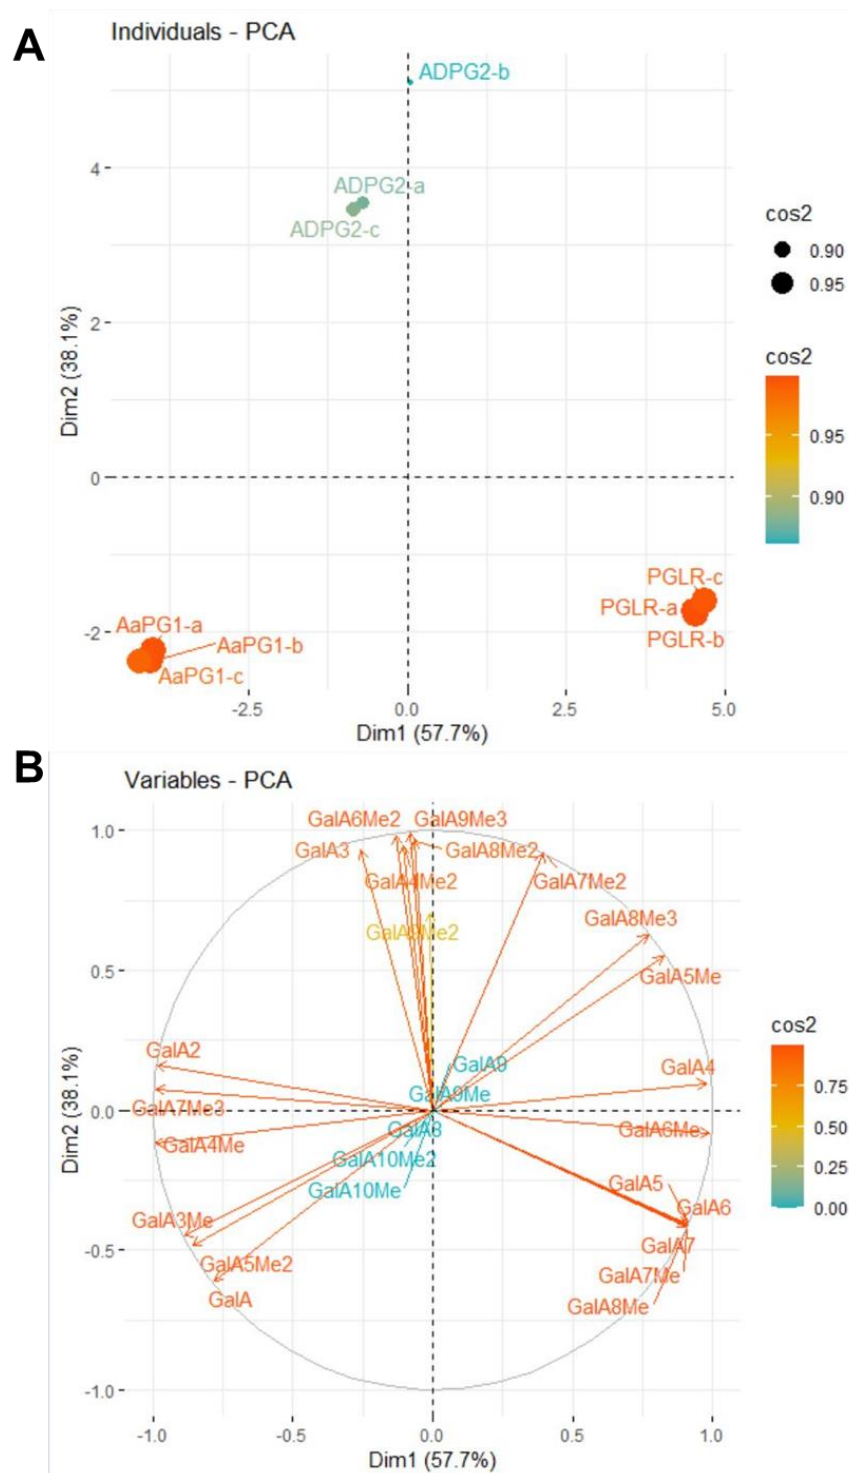 A
Individuals - PCA
ADPG2-b
ADPG2-a
ADPG2-c
PGLR-c
PGLR-a
PGLR-b
AaPG1-a
AaPG1-b
AaPG1-c
4
2
0
-2
Dim2 (38.1%)
-2.5
0.0
2.5
5.0
Dim1 (57.7%)
cos2
0.90
0.95
cos2
0.95
0.90
B
Variables - PCA
GalA6Me2
GalA9Me3
GalA3
GalA8Me2
GalA4Me2
GalA7Me2
GalA8Me3
GalA5Me
GalA2
GalA9
GalA4
GalA9Me
GalA7Me3
GalA8
GalA6Me
GalA4Me
GalA10Me2
GalA10Me
GalA5
GalA6
GalA3Me
GalA7
GalA5Me2
GalA7Me
GalA
GalA8Me
1.0
0.5
0.0
-0.5
-1.0
Dim2 (38.1%)
-1.0
-0.5
0.0
0.5
1.0
Dim1 (57.7%)
cos2
0.75
0.50
0.25
0.00